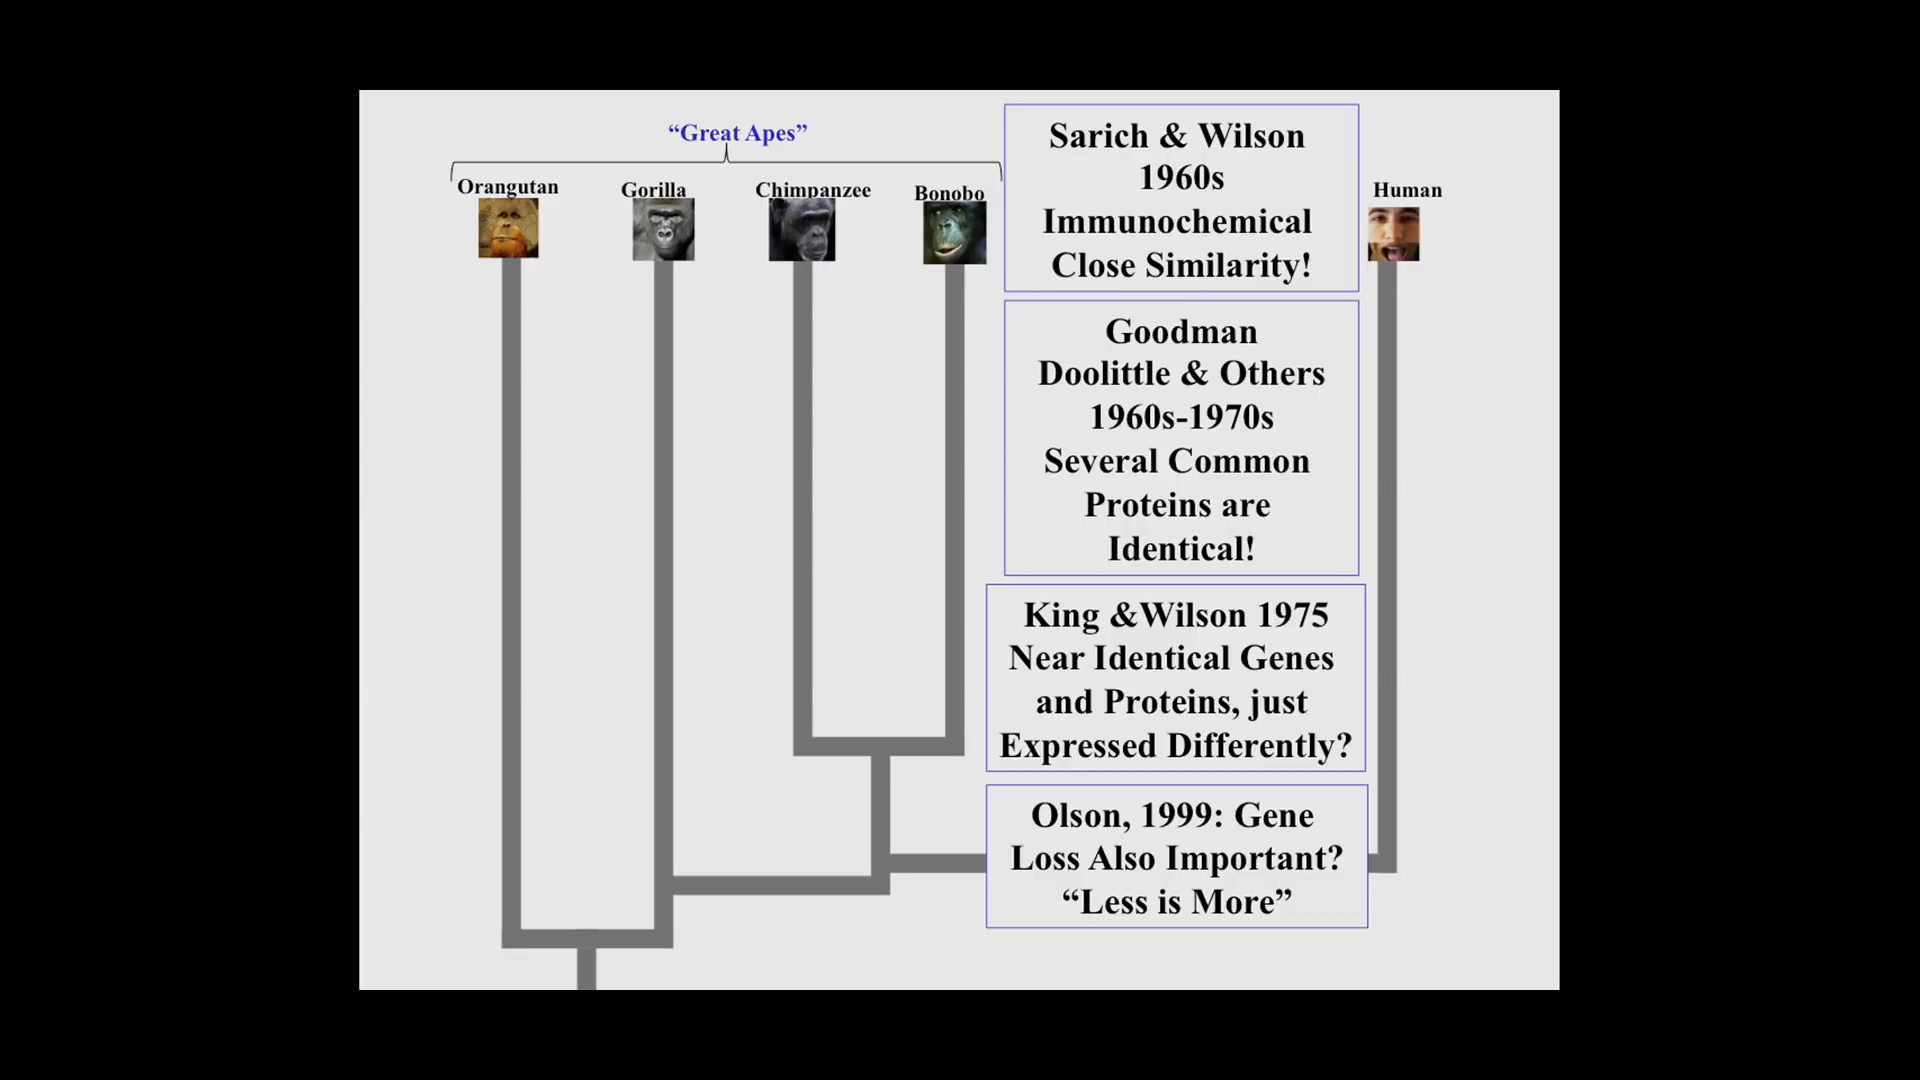 “Great Apes”
Orangutan
Gorilla
Chimpanzee
Bonobo
Human
Sarich & Wilson
1960s
Immunochemical
Close Similarity!
Goodman
Doolittle & Others
1960s-1970s
Several Common
Proteins are
Identical!
King &Wilson 1975
Near Identical Genes
and Proteins, just
Expressed Differently?
Olson, 1999: Gene
Loss Also Important?
“Less is More”